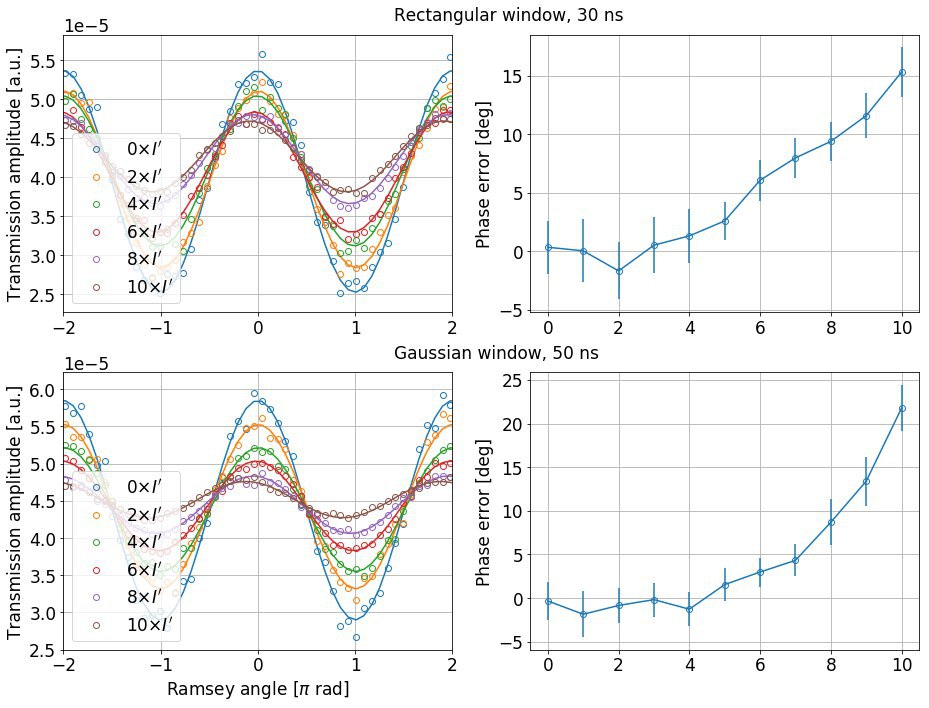 Rectangular window, 30 ns
1e−5
Transmission amplitude [a.u.]
5.5
5.0
4.5
4.0
3.5
3.0
2.5
0×I′
2×I′
4×I′
6×I′
8×I′
10×I′
−2 −1 0 1 2
Phase error [deg]
15
10
5
0
−5
0 2 4 6 8 10
Gaussian window, 50 ns
1e−5
Transmission amplitude [a.u.]
6.0
5.5
5.0
4.5
4.0
3.5
3.0
2.5
0×I′
2×I′
4×I′
6×I′
8×I′
10×I′
−2 −1 0 1 2
Ramsey angle [π rad]
Phase error [deg]
25
20
15
10
5
0
−5
0 2 4 6 8 10